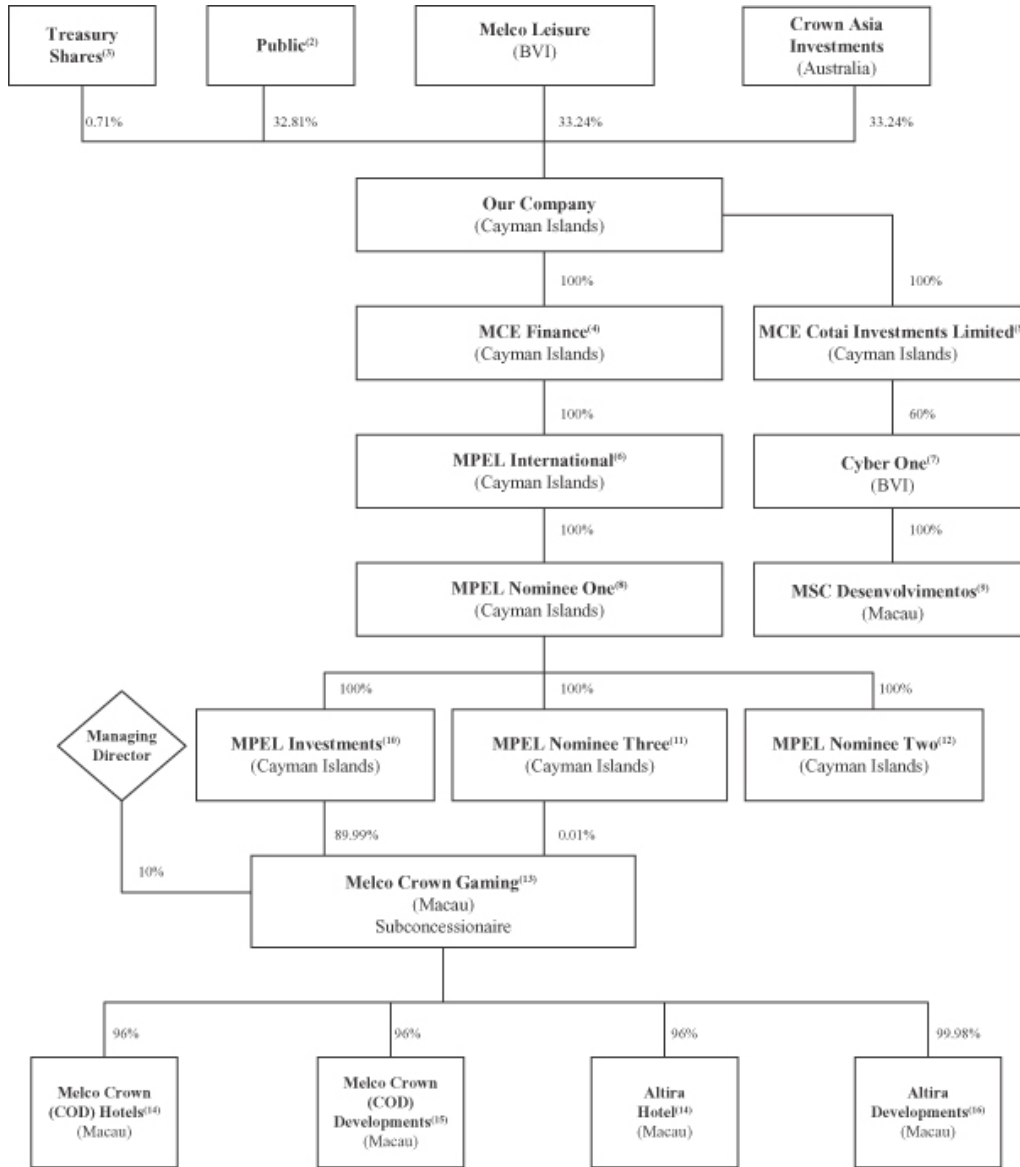 Treasury
Shares(3)
Public(2)
Melco Leisure
(BVI)
Crown Asia
Investments
(Australia)
0.71%
32.81%
33.24%
33.24%
Our Company
(Cayman Islands)
100%
100%
MCE Finance(4)
(Cayman Islands)
MCE Cotai Investments Limited(
(Cayman Islands)
100%
60%
MPEL International(6)
(Cayman Islands)
Cyber One(7)
(BVI)
100%
100%
MPEL Nominee One(8)
(Cayman Islands)
MSC Desenvolvimentos(9)
(Macau)
100%
100%
100%
Managing
Director
MPEL Investments(10)
(Cayman Islands)
MPEL Nominee Three(11)
(Cayman Islands)
MPEL Nominee Two(12)
(Cayman Islands)
89.99%
0.01%
10%
Melco Crown Gaming(13)
(Macau)
Subconcessionaire
96%
96%
96%
99.98%
Melco Crown
(COD) Hotels(14)
(Macau)
Melco Crown
(COD)
Developments(15)
(Macau)
Altira
Hotel(14)
(Macau)
Altira
Developments(16)
(Macau)